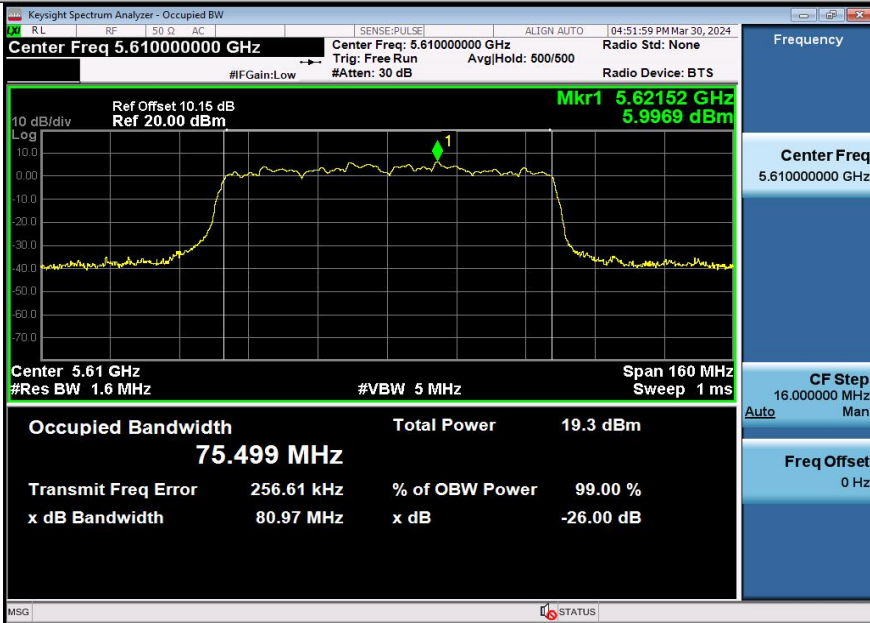 Keysight Spectrum Analyzer - Occupied BW
LXI RL RF 50 Ω AC SENSE:PULSE ALIGN AUTO 04:51:59 PM Mar 30, 2024
Center Freq 5.610000000 GHz
Center Freq: 5.610000000 GHz
Radio Std: None
Trig: Free Run
Avg|Hold: 500/500
#IFGain:Low
#Atten: 30 dB
Radio Device: BTS
Ref Offset 10.15 dB
Mkr1 5.62152 GHz
10 dB/div
Ref 20.00 dBm
5.9969 dBm
Log
1
10.0
0.00
-10.0
-20.0
-30.0
-40.0
-50.0
-60.0
-70.0
Center 5.61 GHz
Span 160 MHz
#Res BW 1.6 MHz
#VBW 5 MHz
Sweep 1 ms
Occupied Bandwidth
Total Power 19.3 dBm
75.499 MHz
Transmit Freq Error 256.61 kHz
% of OBW Power 99.00 %
x dB Bandwidth 80.97 MHz
x dB -26.00 dB
Frequency
Center Freq
5.610000000 GHz
CF Step
16.000000 MHz
Auto Man
Freq Offset
0 Hz
MSG
STATUS